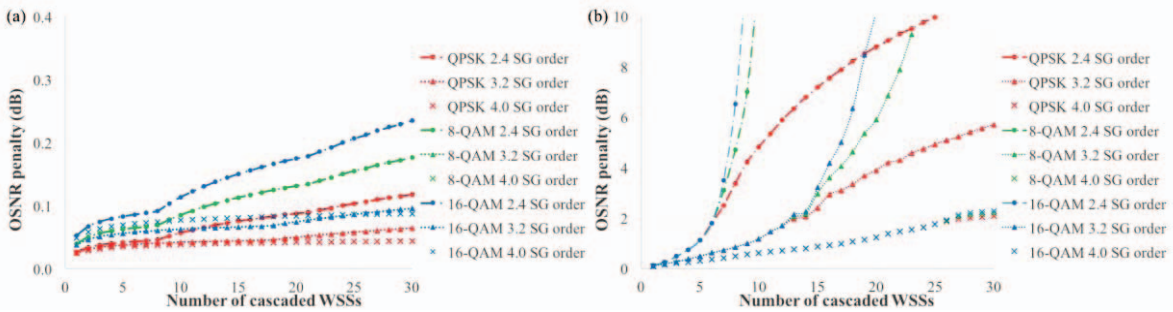 (a)
OSNR penalty (dB)
0.4
0.3
0.2
0.1
0.0
0 5 10 15 20 25 30
Number of cascaded WSSs
QPSK 2.4 SG order
QPSK 3.2 SG order
QPSK 4.0 SG order
8-QAM 2.4 SG order
8-QAM 3.2 SG order
8-QAM 4.0 SG order
16-QAM 2.4 SG order
16-QAM 3.2 SG order
16-QAM 4.0 SG order
(b)
OSNR penalty (dB)
10
8
6
4
2
0
0 5 10 15 20 25 30
Number of cascaded WSSs
QPSK 2.4 SG order
QPSK 3.2 SG order
QPSK 4.0 SG order
8-QAM 2.4 SG order
8-QAM 3.2 SG order
8-QAM 4.0 SG order
16-QAM 2.4 SG order
16-QAM 3.2 SG order
16-QAM 4.0 SG order